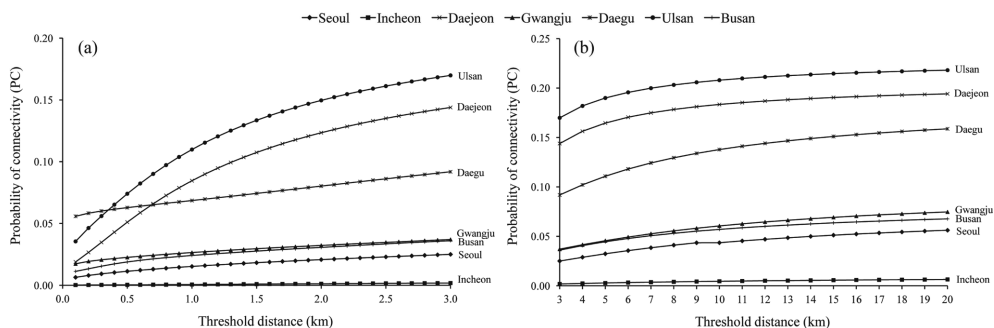 Seoul Incheon Daejeon Gwangju Daegu Ulsan Busan
(a)
Probability of connectivity (PC)
0.20
0.15
0.10
0.05
0.00
0.0 0.5 1.0 1.5 2.0 2.5 3.0
Threshold distance (km)
Ulsan
Daejeon
Daegu
Gwangju
Busan
Seoul
Incheon
(b)
Probability of connectivity (PC)
0.25
0.20
0.15
0.10
0.05
0.00
3 4 5 6 7 8 9 10 11 12 13 14 15 16 17 18 19 20
Threshold distance (km)
Ulsan
Daejeon
Daegu
Gwangju
Busan
Seoul
Incheon